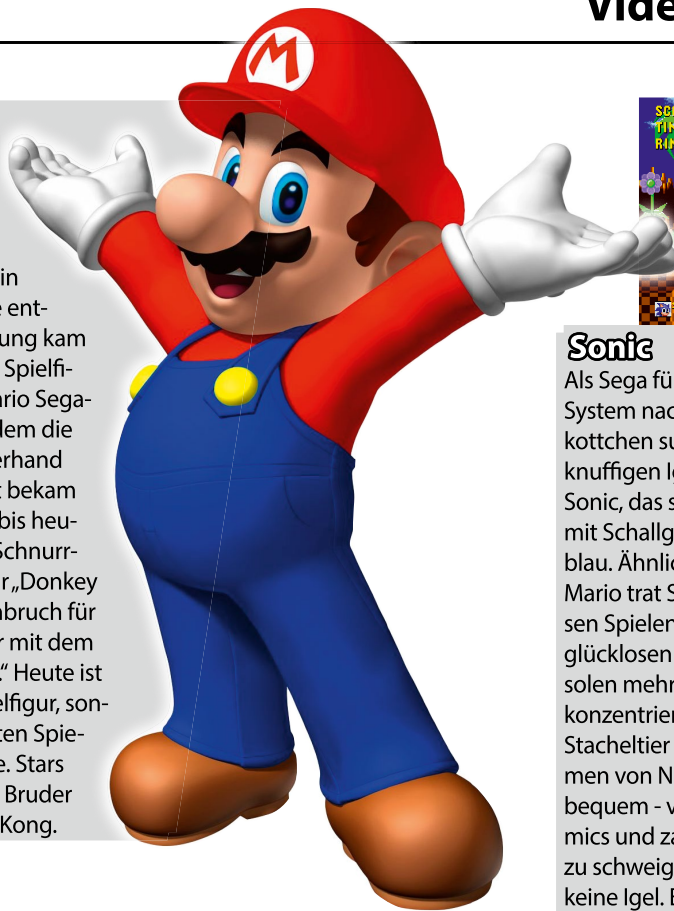 Vide
M
in
e ent-
ung kam
Spielfi-
ario Sega-
dem die
erhand
t bekam
bis heu-
Schnurr-
r „Donkey
nbruch für
r mit dem
.“ Heute ist
elfigur, son-
ten Spie-
e. Stars
Bruder
Kong.
Sonic
Als Sega fü
System nac
kottchen su
knuffigen Ig
Sonic, das s
mit Schallg
blau. Ähnlic
Mario trat S
sen Spielen
glücklosen
solen mehr
konzentrier
Stacheltier
men von N
bequem - v
mics und za
zu schweig
keine Igel. E